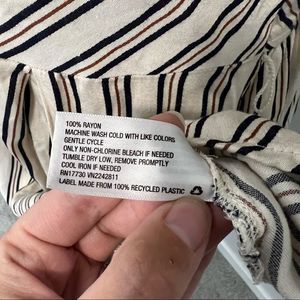 100% RAYON
MACHINE WASH COLD WITH LIKE COLORS
GENTLE CYCLE
ONLY NON-CHLORINE BLEACH IF NEEDED
TUMBLE DRY LOW, REMOVE PROMPTLY
COOL IRON IF NEEDED
RN17730 VN2242811
LABEL MADE FROM 100% RECYCLED PLASTIC